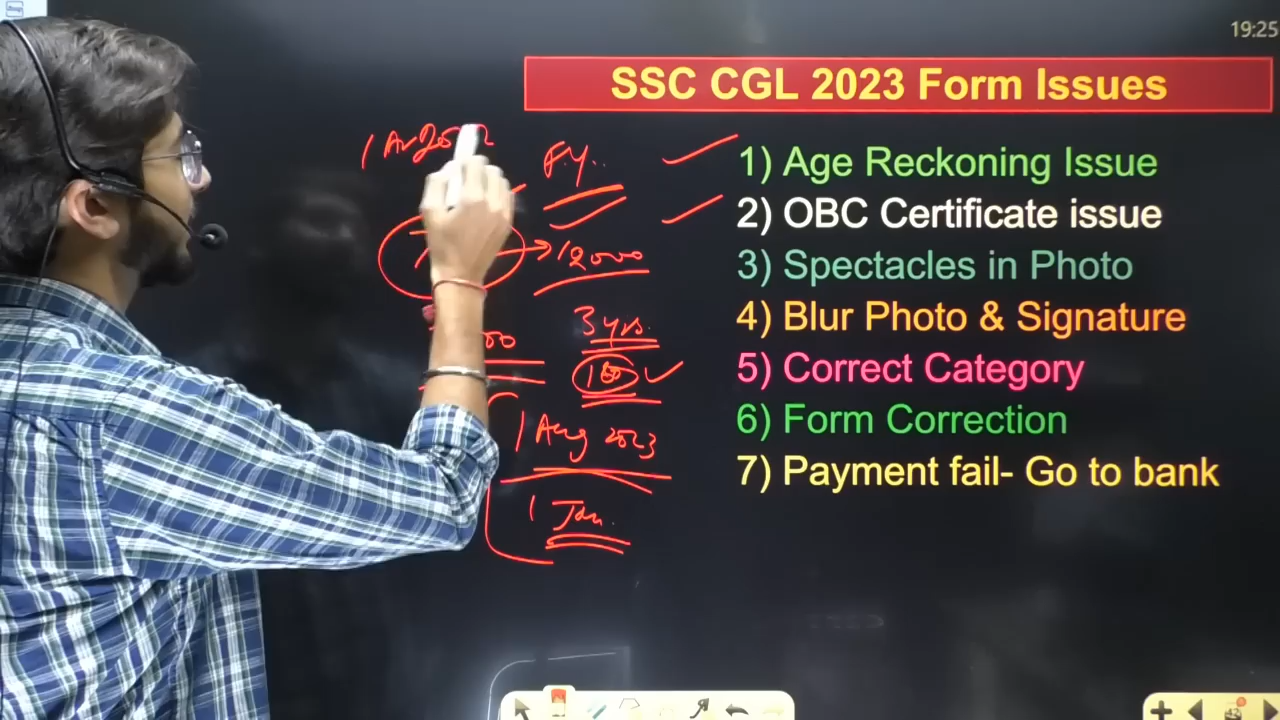 19:25
SSC CGL 2023 Form Issues
1) Age Reckoning Issue
2) OBC Certificate issue
3) Spectacles in Photo
4) Blur Photo & Signature
5) Correct Category
6) Form Correction
7) Payment fail- Go to bank
F.Y..
12000
3 yrs.
1 Aug 2023
1 Jan.